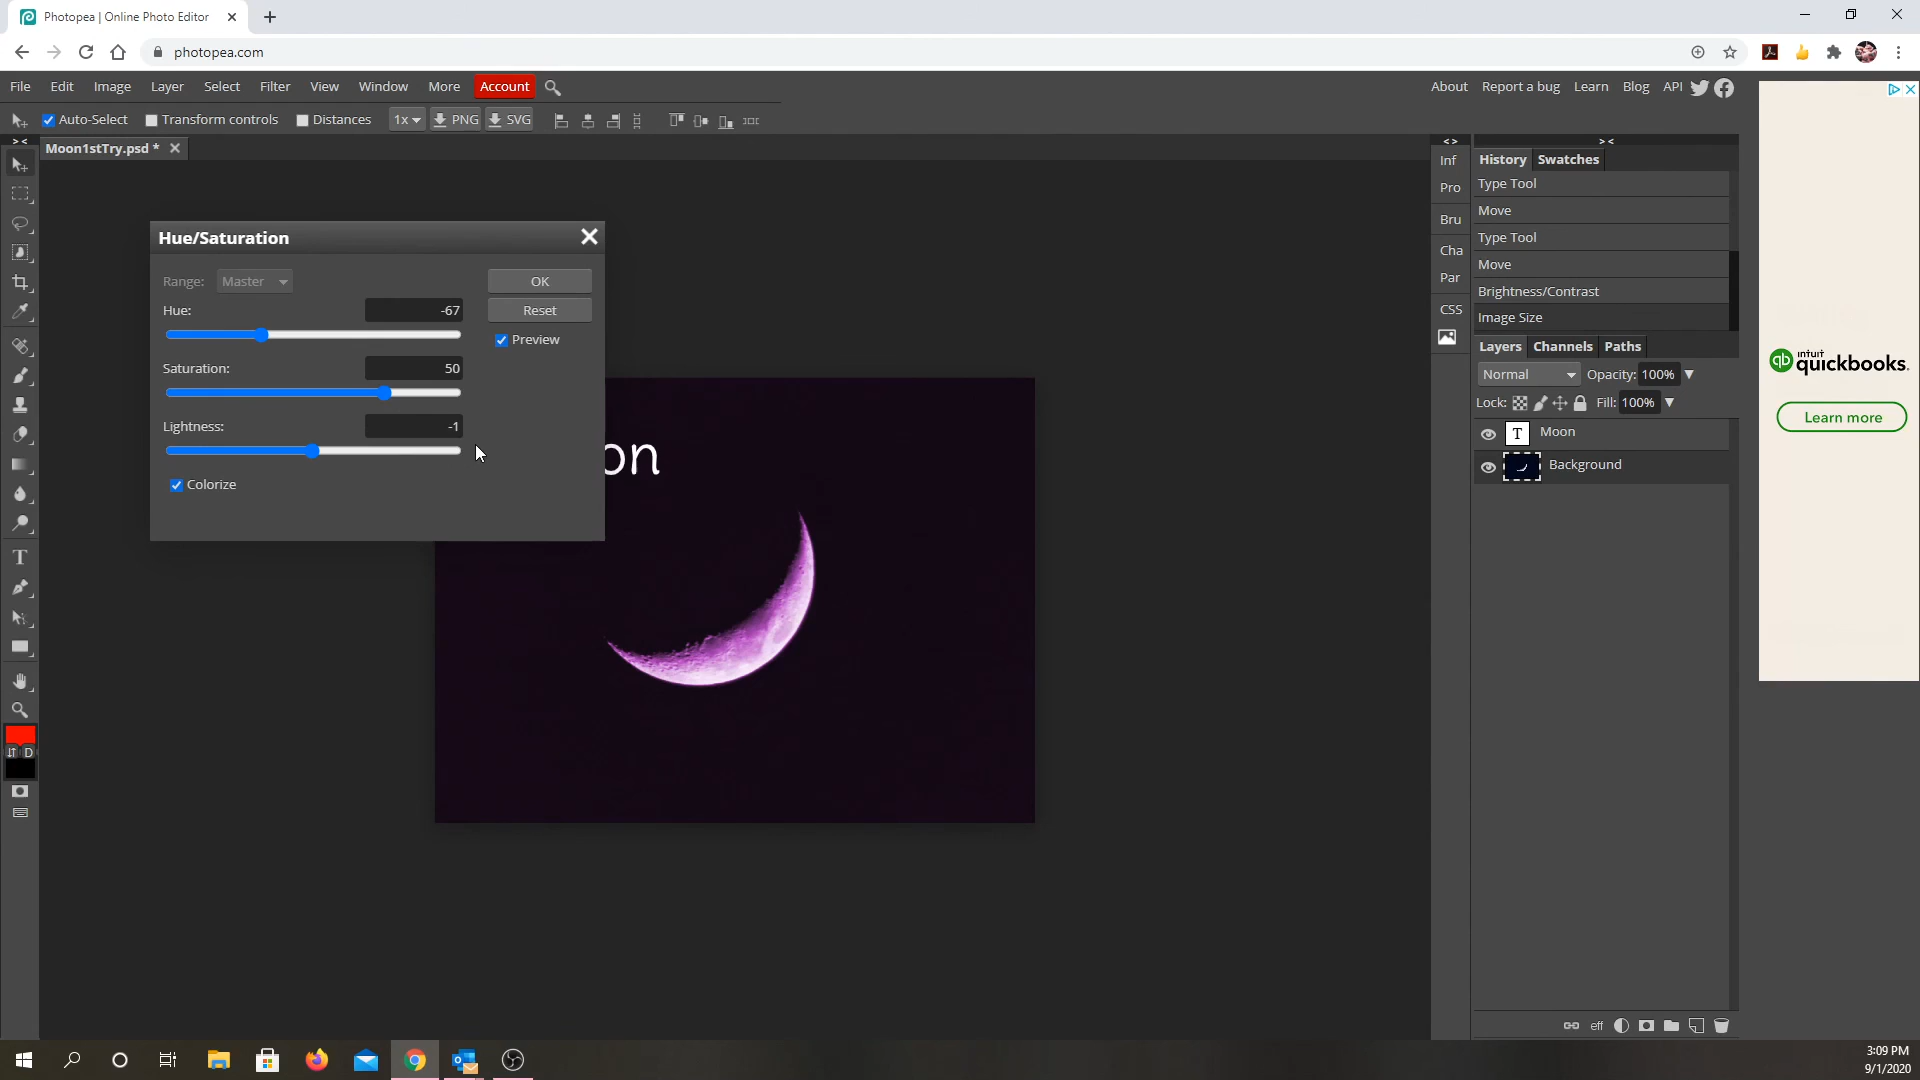 Photopea | Online Photo Editor
photopea.com
File Edit Image Layer Select Filter View Window More Account
About Report a bug Learn Blog API
Auto-Select Transform controls Distances 1x PNG SVG
> <
Moon1stTry.psd *
Hue/Saturation
Range: Master
OK
Hue: -67
Reset
Preview
Saturation: 50
Lightness: -1
Colorize
on
< >
Inf
Pro
Bru
Cha
Par
CSS
> <
History Swatches
Type Tool
Move
Type Tool
Move
Brightness/Contrast
Image Size
Layers Channels Paths
Normal Opacity: 100%
Lock: Fill: 100%
T Moon
Background
eff
T
D
qb intuit quickbooks.
Learn more
3:09 PM
9/1/2020